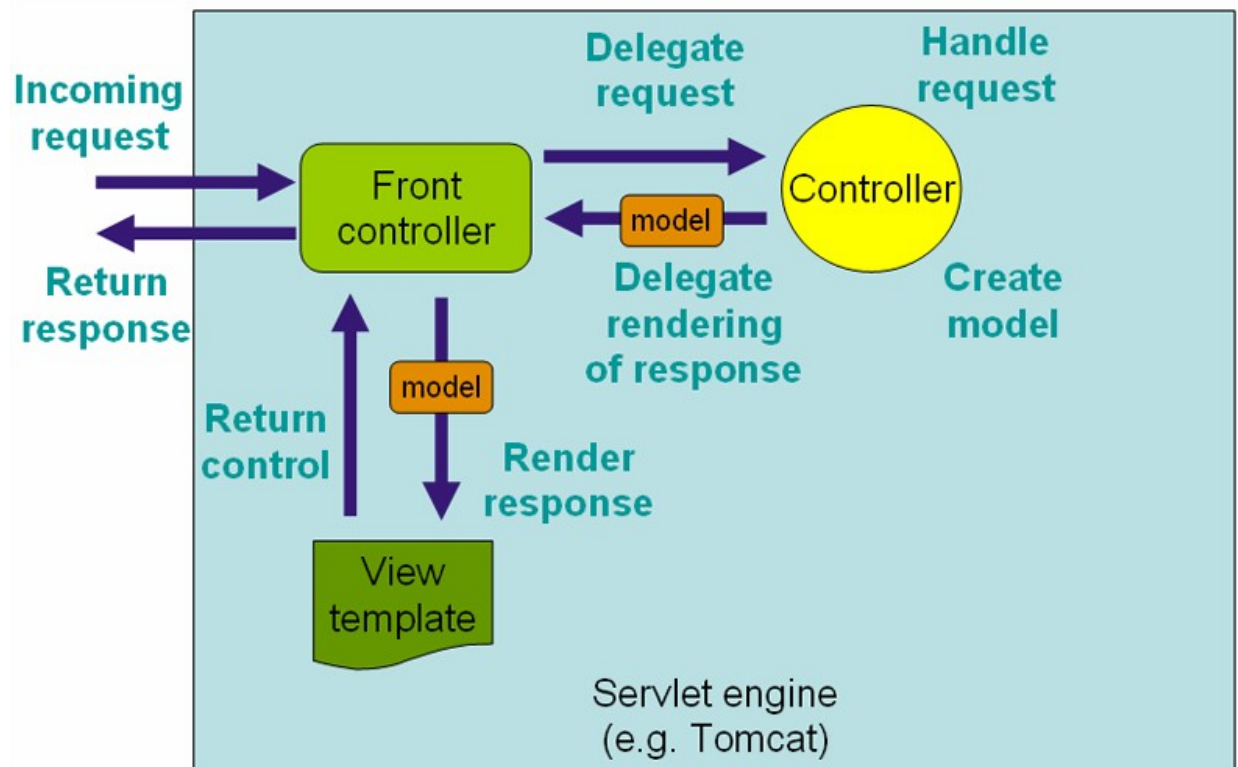 Incoming
request
Delegate
request
Handle
request
Front
controller
Controller
model
Return
response
Delegate
rendering
of response
Create
model
model
Return
control
Render
response
View
template
Servlet engine
(e.g. Tomcat)